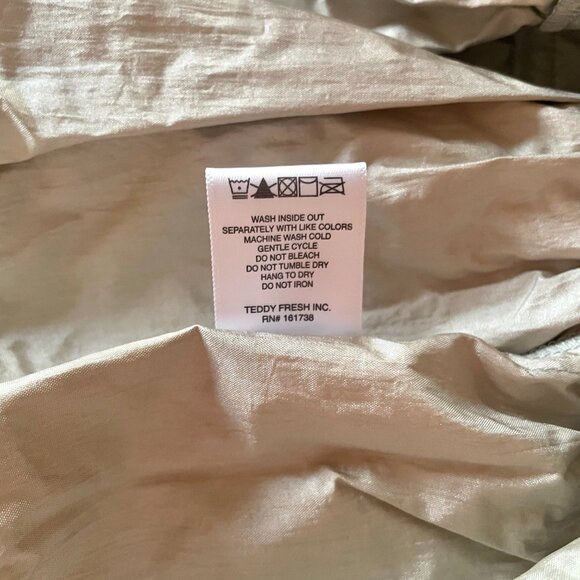 WASH INSIDE OUT
SEPARATELY WITH LIKE COLORS
MACHINE WASH COLD
GENTLE CYCLE
DO NOT BLEACH
DO NOT TUMBLE DRY
HANG TO DRY
DO NOT IRON
TEDDY FRESH INC.
RN# 161738